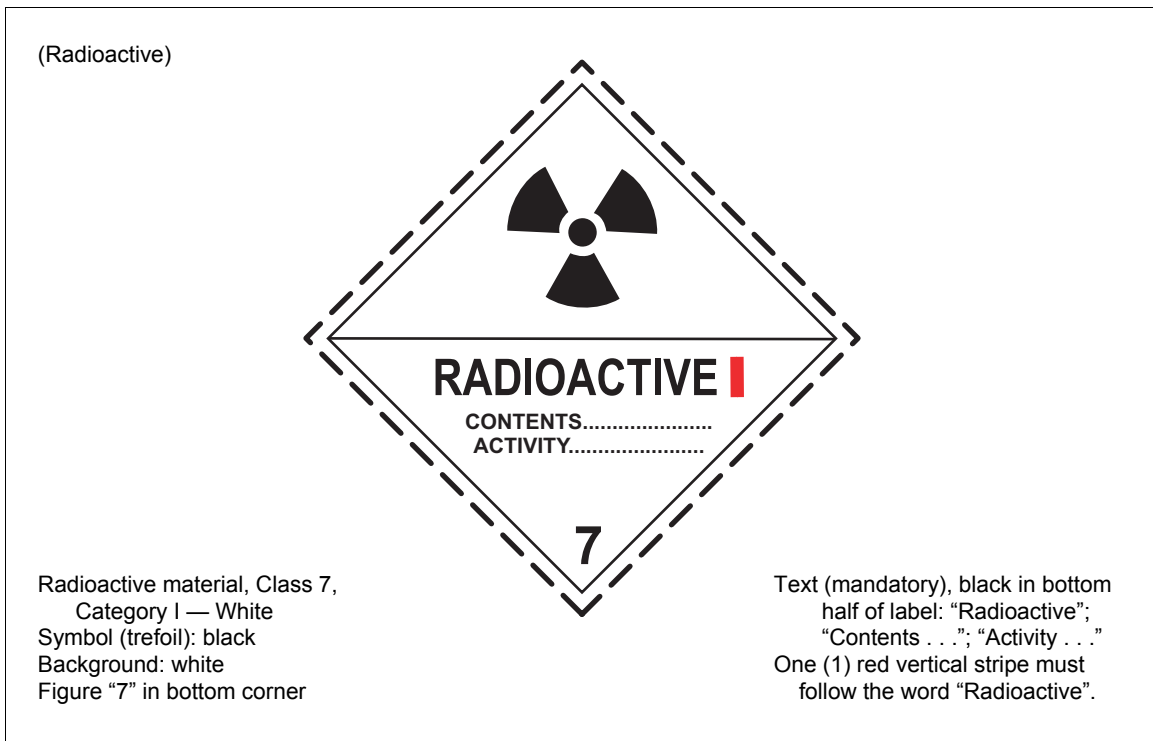 (Radioactive)
RADIOACTIVE I
CONTENTS......................
ACTIVITY.......................
7
Radioactive material, Class 7,
Category I — White
Symbol (trefoil): black
Background: white
Figure “7” in bottom corner
Text (mandatory), black in bottom
half of label: “Radioactive”;
“Contents . . .”; “Activity . . .”
One (1) red vertical stripe must
follow the word “Radioactive”.